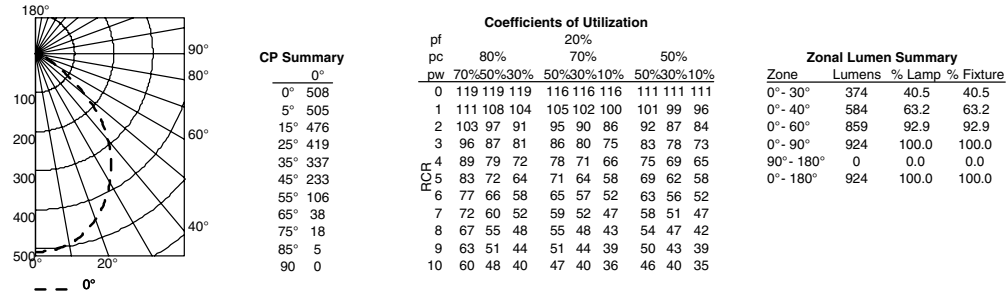 180°
90°
80°
60°
40°
20°
0°
100
200
300
400
500
0°
CP Summary
0°
0° 508
5° 505
15° 476
25° 419
35° 337
45° 233
55° 106
65° 38
75° 18
85° 5
90 0
Coefficients of Utilization
pf 20%
pc 80% 70% 50%
pw 70%50%30% 50%30%10% 50%30%10%
RCR
0 119 119 119 116 116 116 111 111 111
1 111 108 104 105 102 100 101 99 96
2 103 97 91 95 90 86 92 87 84
3 96 87 81 86 80 75 83 78 73
4 89 79 72 78 71 66 75 69 65
5 83 72 64 71 64 58 69 62 58
6 77 66 58 65 57 52 63 56 52
7 72 60 52 59 52 47 58 51 47
8 67 55 48 55 48 43 54 47 42
9 63 51 44 51 44 39 50 43 39
10 60 48 40 47 40 36 46 40 35
Zonal Lumen Summary
Zone Lumens % Lamp % Fixture
0°- 30° 374 40.5 40.5
0°- 40° 584 63.2 63.2
0°- 60° 859 92.9 92.9
0°- 90° 924 100.0 100.0
90°- 180° 0 0.0 0.0
0°- 180° 924 100.0 100.0